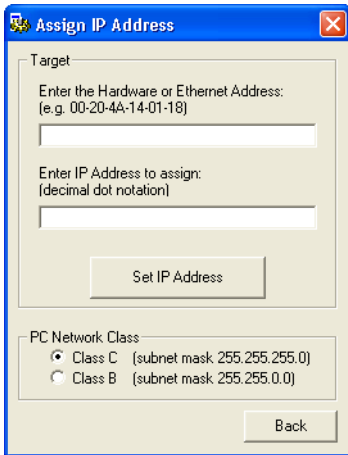 Assign IP Address
Target
Enter the Hardware or Ethernet Address:
(e.g. 00-20-4A-14-01-18)
Enter IP Address to assign:
(decimal dot notation)
Set IP Address
PC Network Class
Class C (subnet mask 255.255.255.0)
Class B (subnet mask 255.255.0.0)
Back